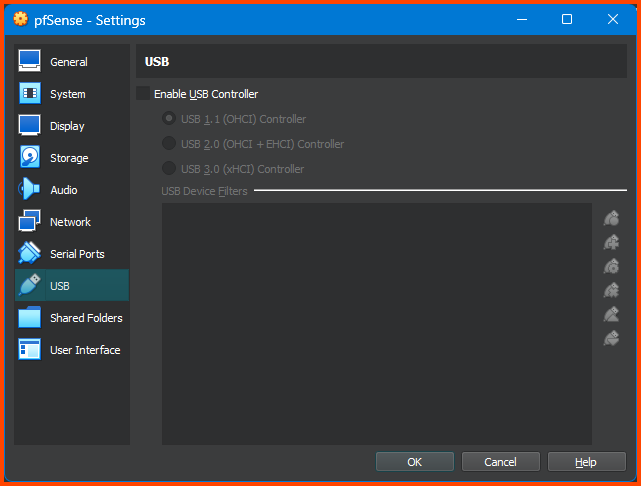 pfSense - Settings
General
System
Display
Storage
Audio
Network
Serial Ports
USB
Shared Folders
User Interface
USB
Enable USB Controller
USB 1.1 (OHCI) Controller
USB 2.0 (OHCI + EHCI) Controller
USB 3.0 (xHCI) Controller
USB Device Filters
OK
Cancel
Help